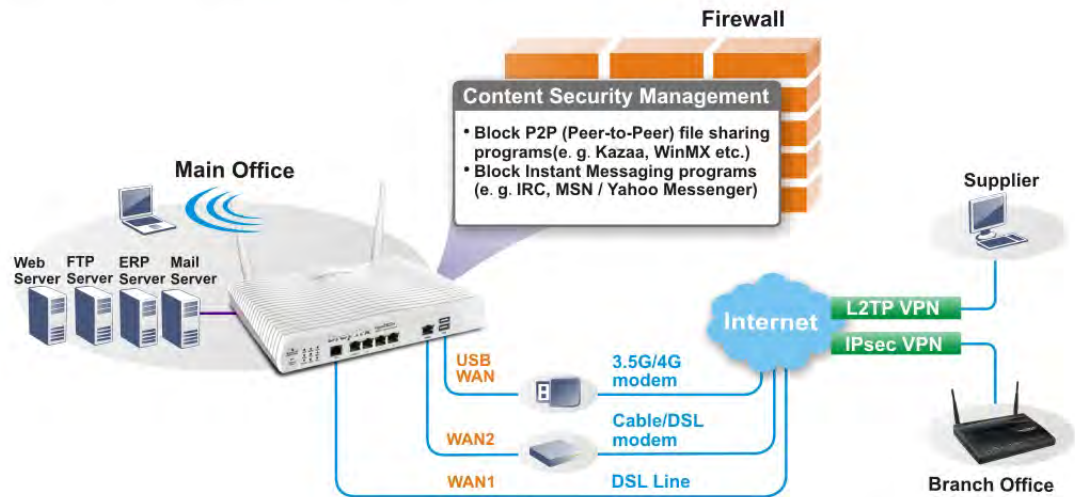 Firewall
Content Security Management
• Block P2P (Peer-to-Peer) file sharing
programs(e. g. Kazaa, WinMX etc.)
• Block Instant Messaging programs
(e. g. IRC, MSN / Yahoo Messenger)
Main Office
Web
Server
FTP
Server
ERP
Server
Mail
Server
Supplier
Internet
L2TP VPN
IPsec VPN
USB
WAN
3.5G/4G
modem
WAN2
Cable/DSL
modem
WAN1
DSL Line
Branch Office